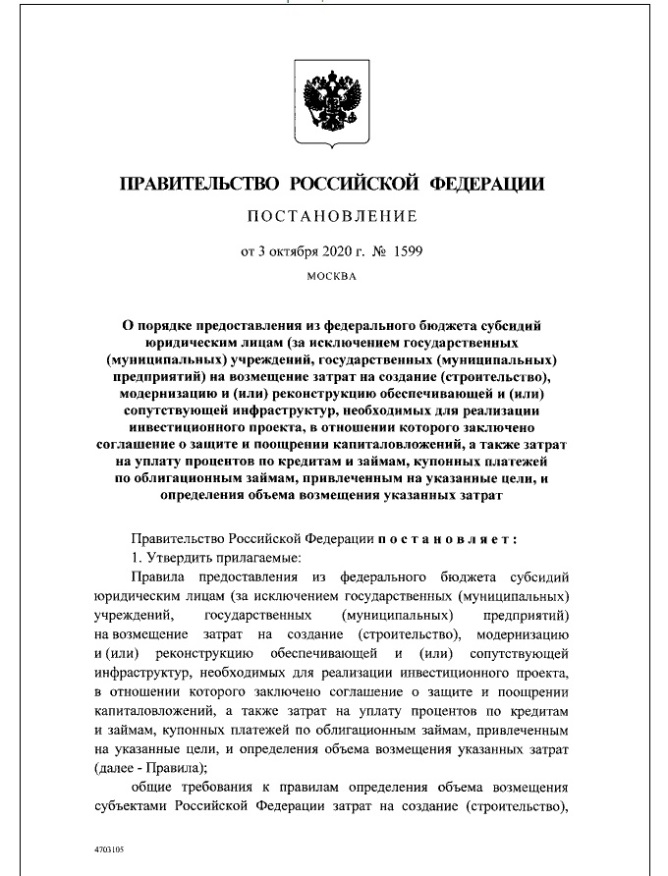 ПРАВИТЕЛЬСТВО РОССИЙСКОЙ ФЕДЕРАЦИИ
ПОСТАНОВЛЕНИЕ
от 3 октября 2020 г. № 1599
МОСКВА
О порядке предоставления из федерального бюджета субсидий
юридическим лицам (за исключением государственных
(муниципальных) учреждений, государственных (муниципальных)
предприятий) на возмещение затрат на создание (строительство),
модернизацию и (или) реконструкцию обеспечивающей и (или)
сопутствующей инфраструктур, необходимых для реализации
инвестиционного проекта, в отношении которого заключено
соглашение о защите и поощрении капиталовложений, а также затрат
на уплату процентов по кредитам и займам, купонных платежей
по облигационным займам, привлеченным на указанные цели, и
определения объема возмещения указанных затрат
Правительство Российской Федерации постановляет:
1. Утвердить прилагаемые:
Правила предоставления из федерального бюджета субсидий
юридическим лицам (за исключением государственных (муниципальных)
учреждений, государственных (муниципальных) предприятий)
на возмещение затрат на создание (строительство), модернизацию
и (или) реконструкцию обеспечивающей и (или) сопутствующей
инфраструктур, необходимых для реализации инвестиционного проекта,
в отношении которого заключено соглашение о защите и поощрении
капиталовложений, а также затрат на уплату процентов по кредитам
и займам, купонных платежей по облигационным займам, привлеченным
на указанные цели, и определения объема возмещения указанных затрат
(далее - Правила);
общие требования к правилам определения объема возмещения
субъектами Российской Федерации затрат на создание (строительство),
4703105